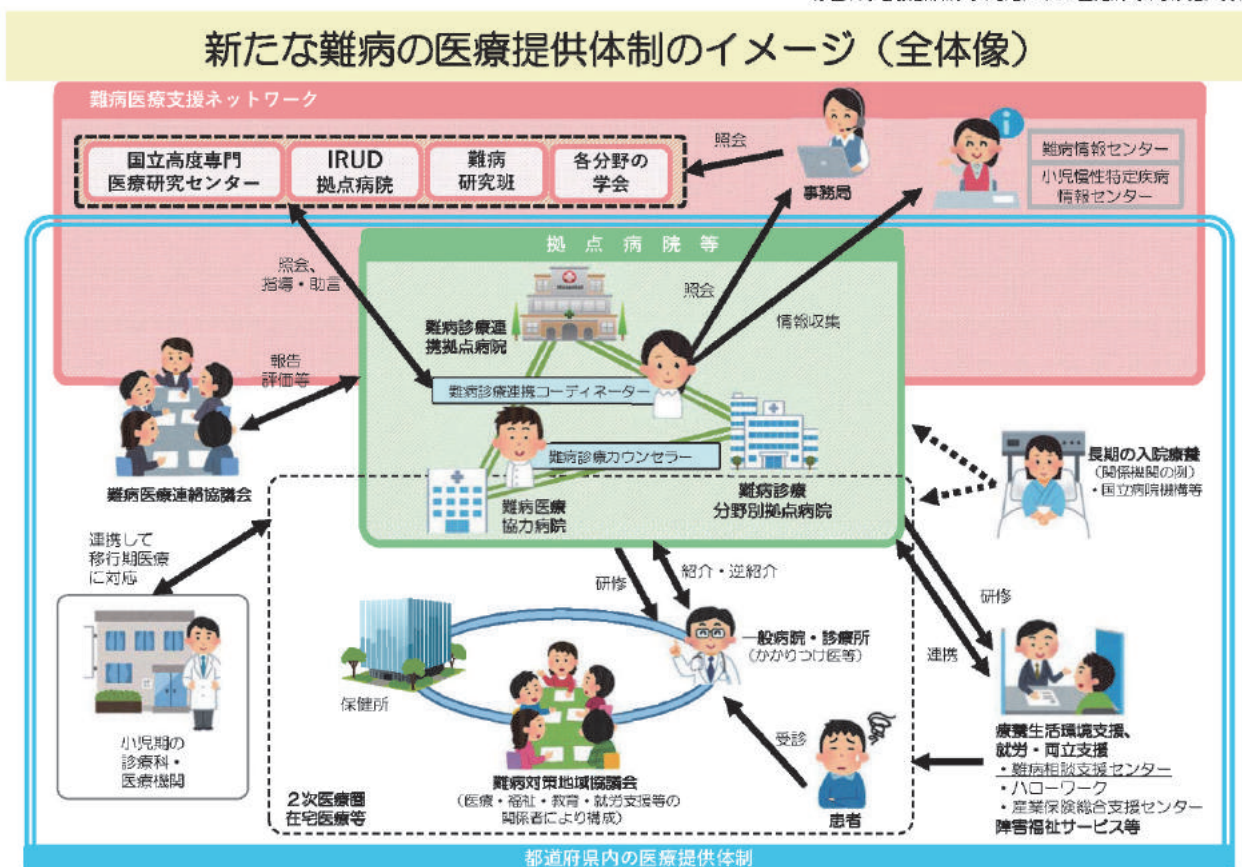 新たな難病の医療提供体制のイメージ（全体像）
難病医療支援ネットワーク
国立高度専門
医療研究センター
IRUD
拠点病院
難病
研究班
各分野の
学会
照会
事務局
難病情報センター
小児慢性特定疾病
情報センター
拠点病院等
照会、
指導・助言
Hospital
難病診療連
携拠点病院
照会
情報収集
報告
評価等
難病診療連携コーディネーター
難病診療カウンセラー
難病医療連絡協議会
難病医療
協力病院
難病診療
分野別拠点病院
長期の入院療養
（関係機関の例）
・国立病院機構等
連携して
移行期医療
に対応
研修
紹介・逆紹介
研修
連携
一般病院・診療所
（かかりつけ医等）
保健所
小児期の
診療科・
医療機関
受診
難病対策地域協議会
（医療・福祉・教育・就労支援等の
関係者により構成）
2次医療圏
在宅医療等
患者
療養生活環境支援、
就労・両立支援
・難病相談支援センター
・ハローワーク
・産業保険総合支援センター
障害福祉サービス等
都道府県内の医療提供体制